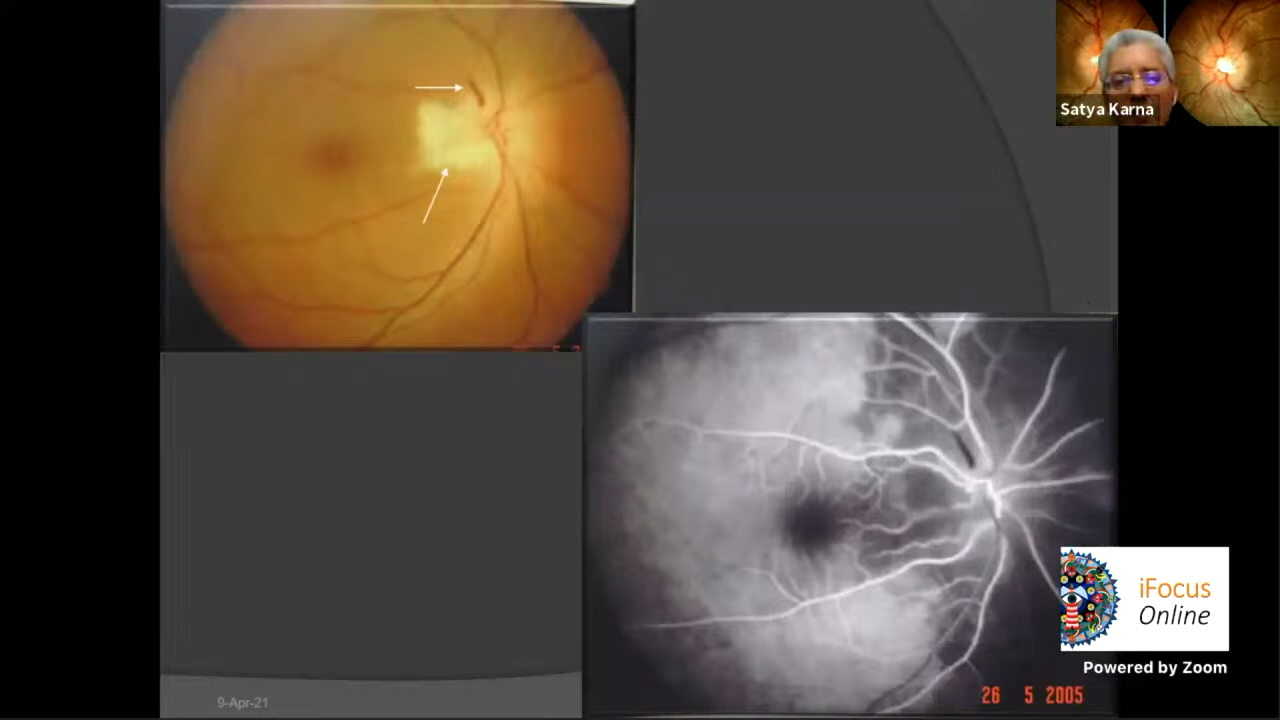 Satya Karna
iFocus
Online
Powered by Zoom
26 5 2005
9-Apr-21